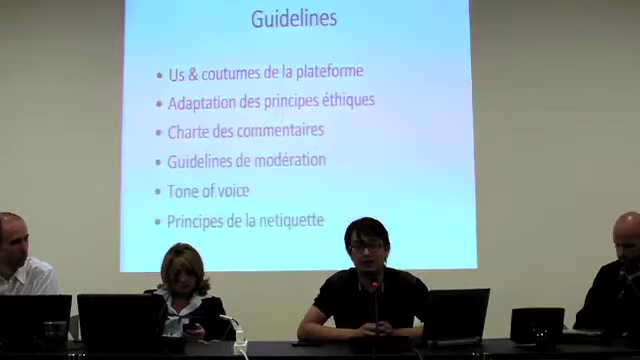 Guidelines
• Us & coutumes de la plateforme
• Adaptation des principes éthiques
• Charte des commentaires
• Guidelines de modération
• Tone of voice
• Principes de la netiquette